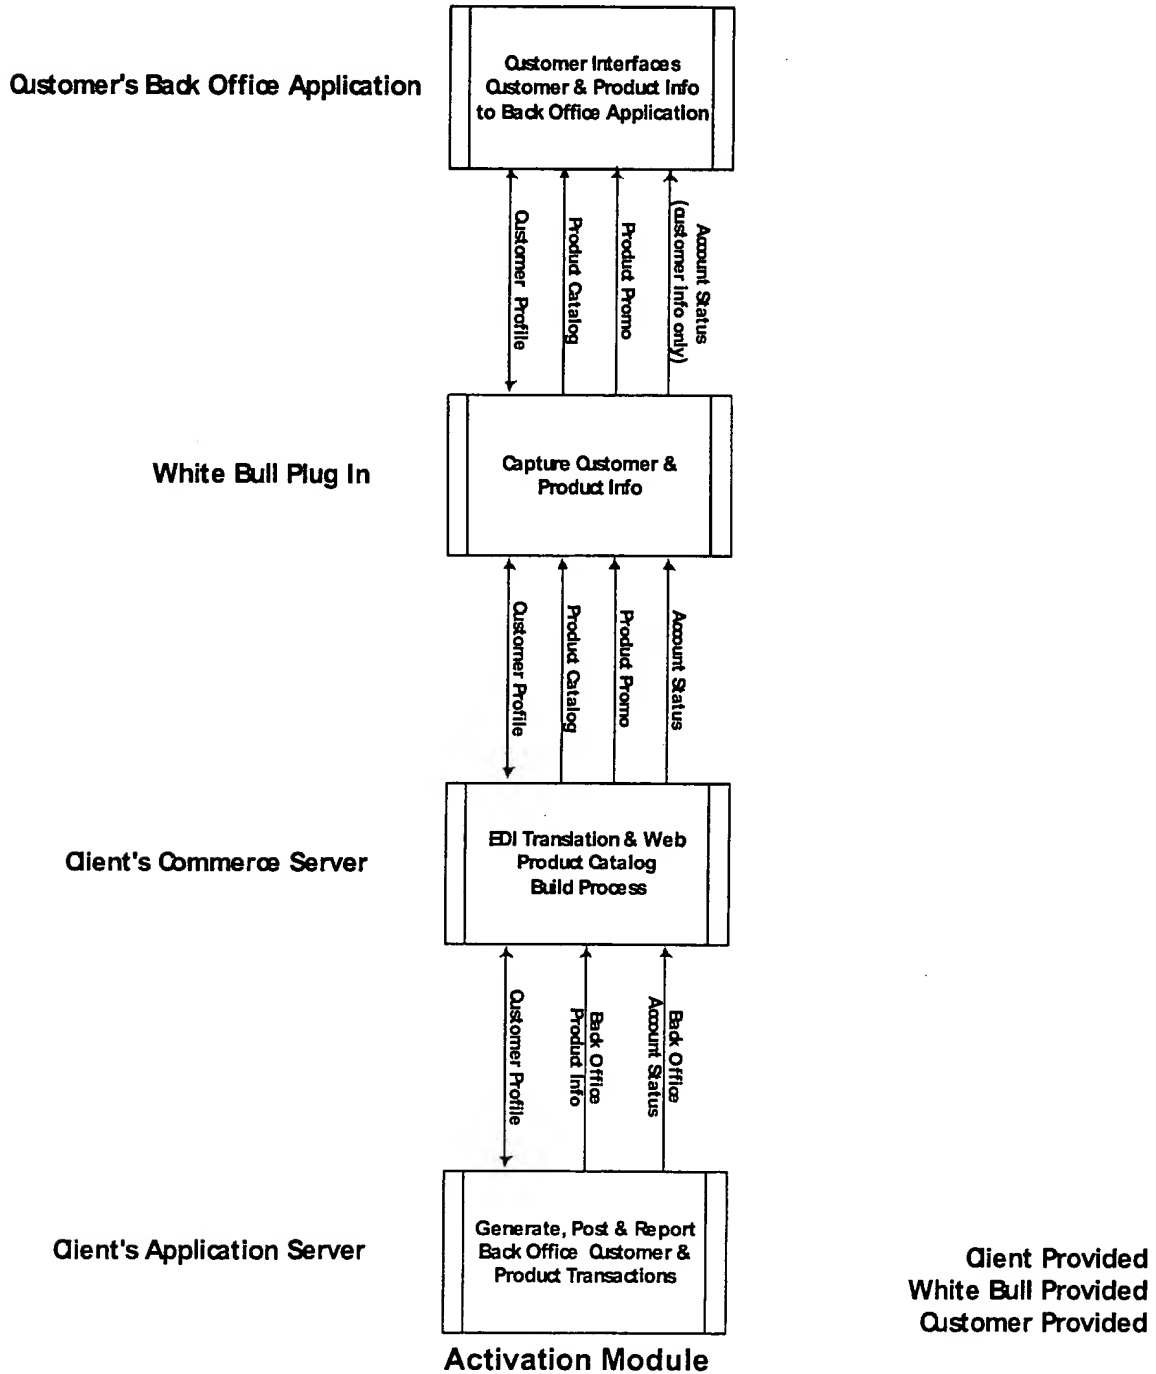 Customer's Back Office Application
Customer Interfaces
Customer & Product Info
to Back Office Application
Customer Profile
Product Catalog
Product Promo
Account Status
(customer info only)
White Bull Plug In
Capture Customer &
Product Info
Customer Profile
Product Catalog
Product Promo
Account Status
Client's Commerce Server
EDI Translation & Web
Product Catalog
Build Process
Customer Profile
Back Office
Product Info
Back Office
Account Status
Client's Application Server
Generate, Post & Report
Back Office Customer &
Product Transactions
Client Provided
White Bull Provided
Customer Provided
Activation Module